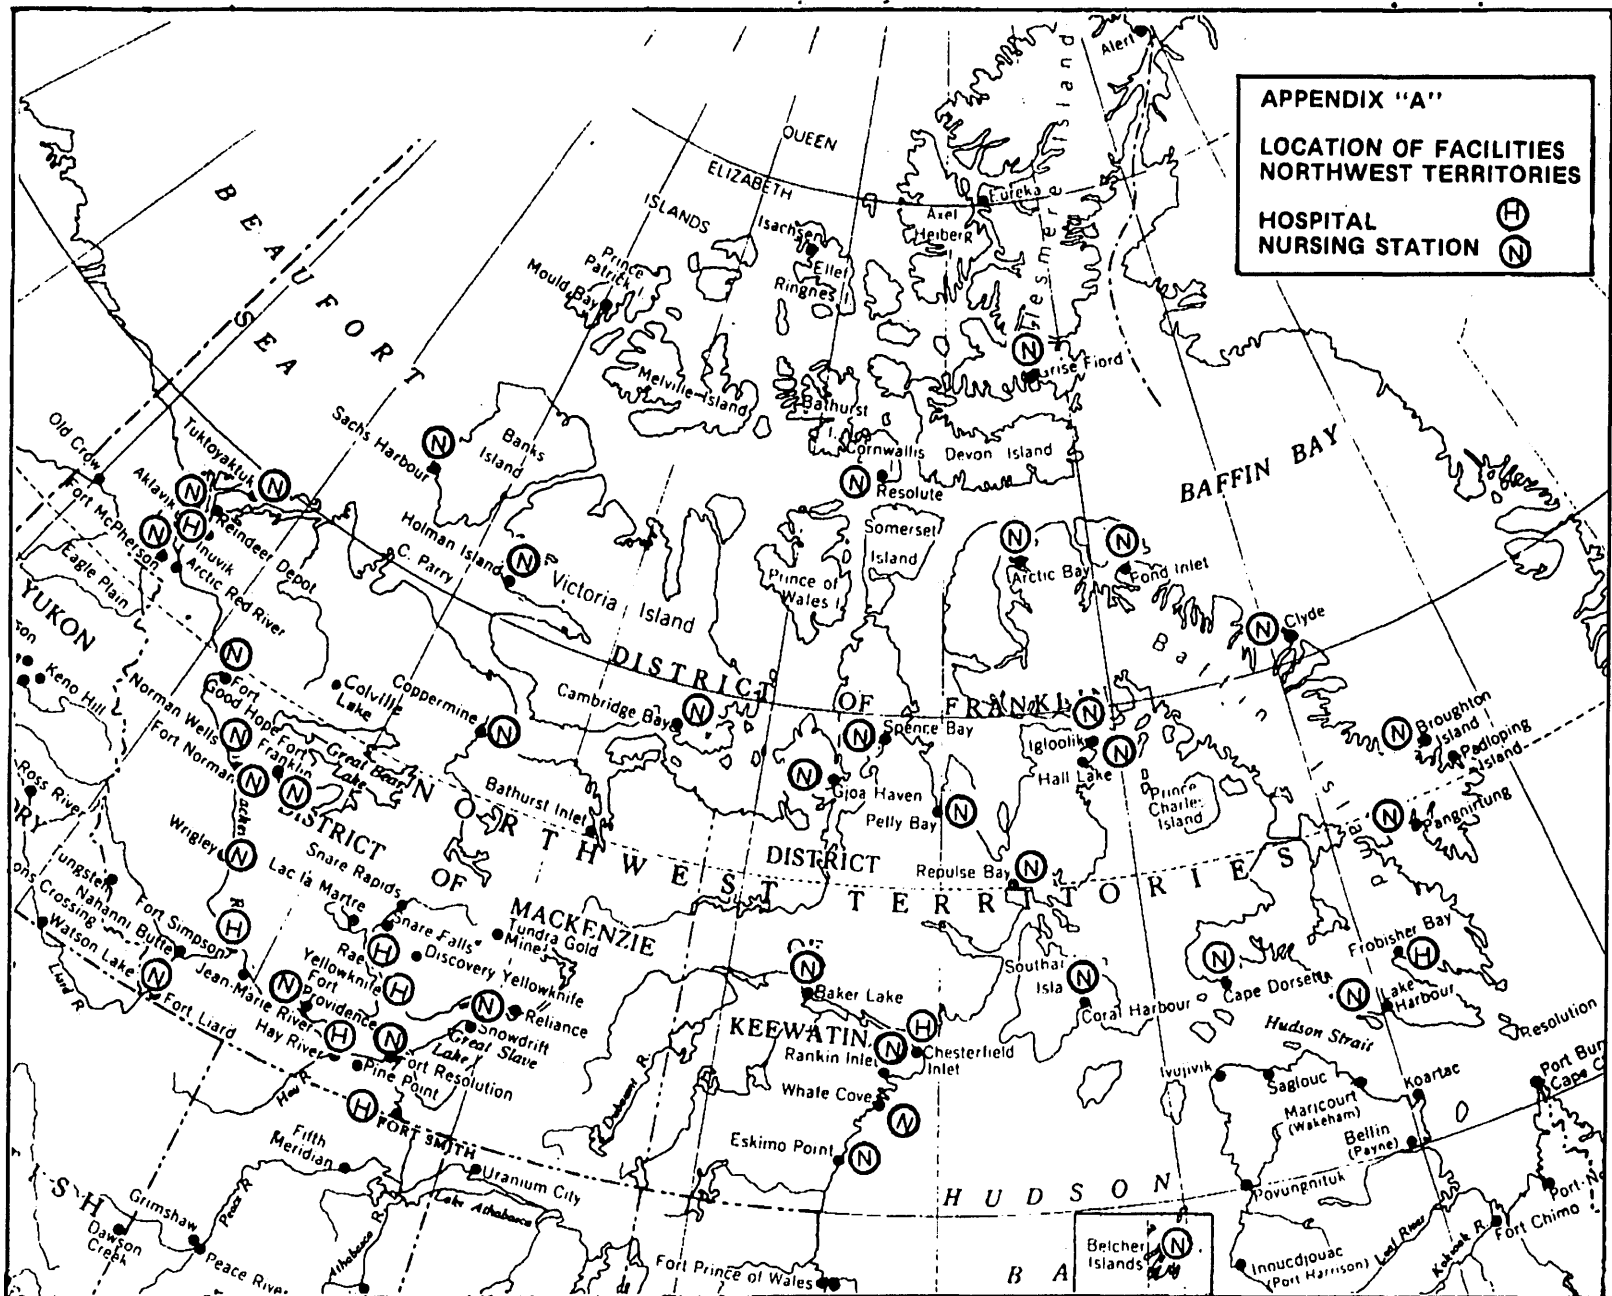 APPENDIX "A"
LOCATION OF FACILITIES
NORTHWEST TERRITORIES
HOSPITAL H
NURSING STATION N
Alert
Island
Ellesmere
QUEEN
ELIZABETH
ISLANDS
Eureka
Axel
Heiberg
Isachsen
Ellef
Ringnes I
Prince
Patrick I
Mould Bay
BEAUFORT
SEA
Melville Island
Bathurst
I.
Grise Fiord
N
Cornwallis
Devon Island
Resolute
N
BAFFIN BAY
Sachs Harbour
N
Banks
Island
Old Crow
Tuktoyaktuk
N
Aklavik
N
Fort McPherson
N
H
Inuvik
Reindeer Depot
Arctic Red River
Eagle Plain
YUKON
Keno Hill
Holman Island
N
C. Parry
Victoria Island
Prince of
Wales I
Somerset
Island
N
Arctic Bay
N
Pond Inlet
N
Clyde
DISTRICT
OF
Fort
Good Hope
N
Colville
Lake
Norman Wells
N
Fort Norman
N
Fort
Franklin
N
Great Bear
Lake
Coppermine
N
Cambridge Bay
N
N
Spence Bay
N
Gjoa Haven
Pelly Bay
N
N
Igloolik
N
Hall Lake
Prince
Charles
Island
N
Broughton
Island
Padloping
Island
N
Pangnirtung
Ross River
Bathurst Inlet
NORTHWEST TERRITORIES
DISTRICT
OF
MACKENZIE
DISTRICT
Repulse Bay
N
Wrigley
N
Snare Rapids
Lac la Martre
Tungsten
Nahanni Butte
Fort Simpson
H
Watson Lake
Snare Falls
Rae
H
Discovery Yellowknife
Tundra Gold
Mines
Yellowknife
H
Jean-Marie River
Fort
Providence
N
Fort Liard
N
Hay River
H
Reliance
N
Snowdrift
Great Slave
Lake
Fort Resolution
N
Pine Point
Hay R
FORT SMITH
H
N
Baker Lake
KEEWATIN
Rankin Inlet
N
H
Chesterfield
Inlet
Whale Cove
N
Eskimo Point
N
Dubawnt R
N
Coral Harbour
N
Cape Dorset
Frobisher Bay
H
N
Lake
Harbour
Hudson Strait
Resolution
Ivujivik
Saglouc
Maricourt
(Wakeham)
Koartac
Bellin
(Payne)
Povungnituk
Fort Chimo
Leaf River
Koksoak R.
Innucdjouac
(Port Harrison)
HUDSON
Belcher
Islands
N
Fifth
Meridian
Uranium City
Lake Athabasca
Athabasca R
Peace R
Grimshaw
Dawson
Creek
Peace River
Fort Prince of Wales